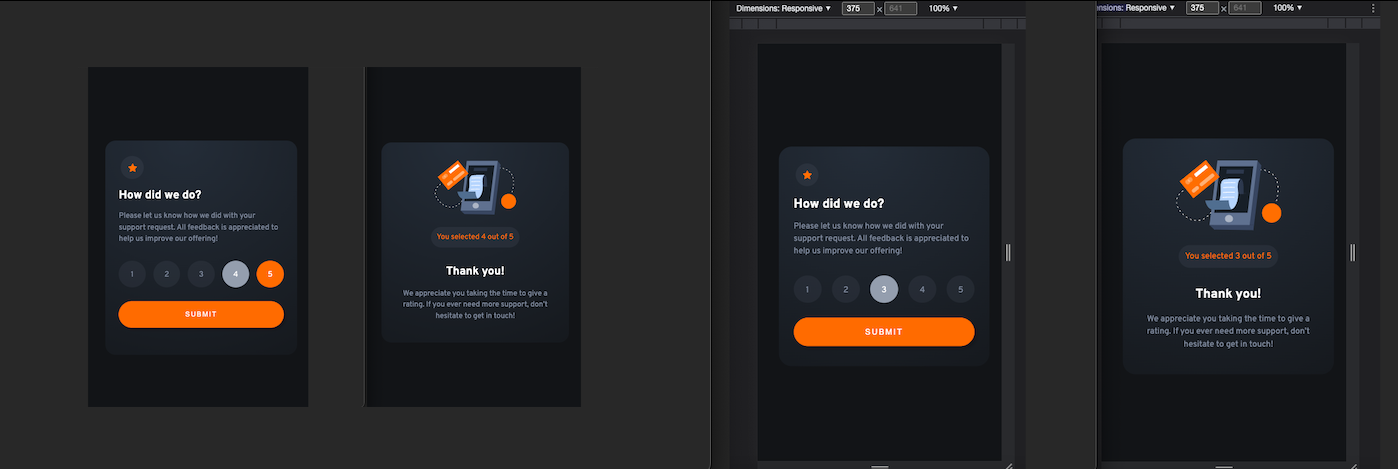 How did we do?
Please let us know how we did with your
support request. All feedback is appreciated to
help us improve our offering!
1 2 3 4 5
SUBMIT
You selected 4 out of 5
Thank you!
We appreciate you taking the time to give a
rating. If you ever need more support, don't
hesitate to get in touch!
Dimensions: Responsive ▼ 375 × 641 100% ▼
How did we do?
Please let us know how we did with your
support request. All feedback is appreciated to
help us improve our offering!
1 2 3 4 5
SUBMIT
nsions: Responsive ▼ 375 × 641 100% ▼
You selected 3 out of 5
Thank you!
We appreciate you taking the time to give a
rating. If you ever need more support, don't
hesitate to get in touch!